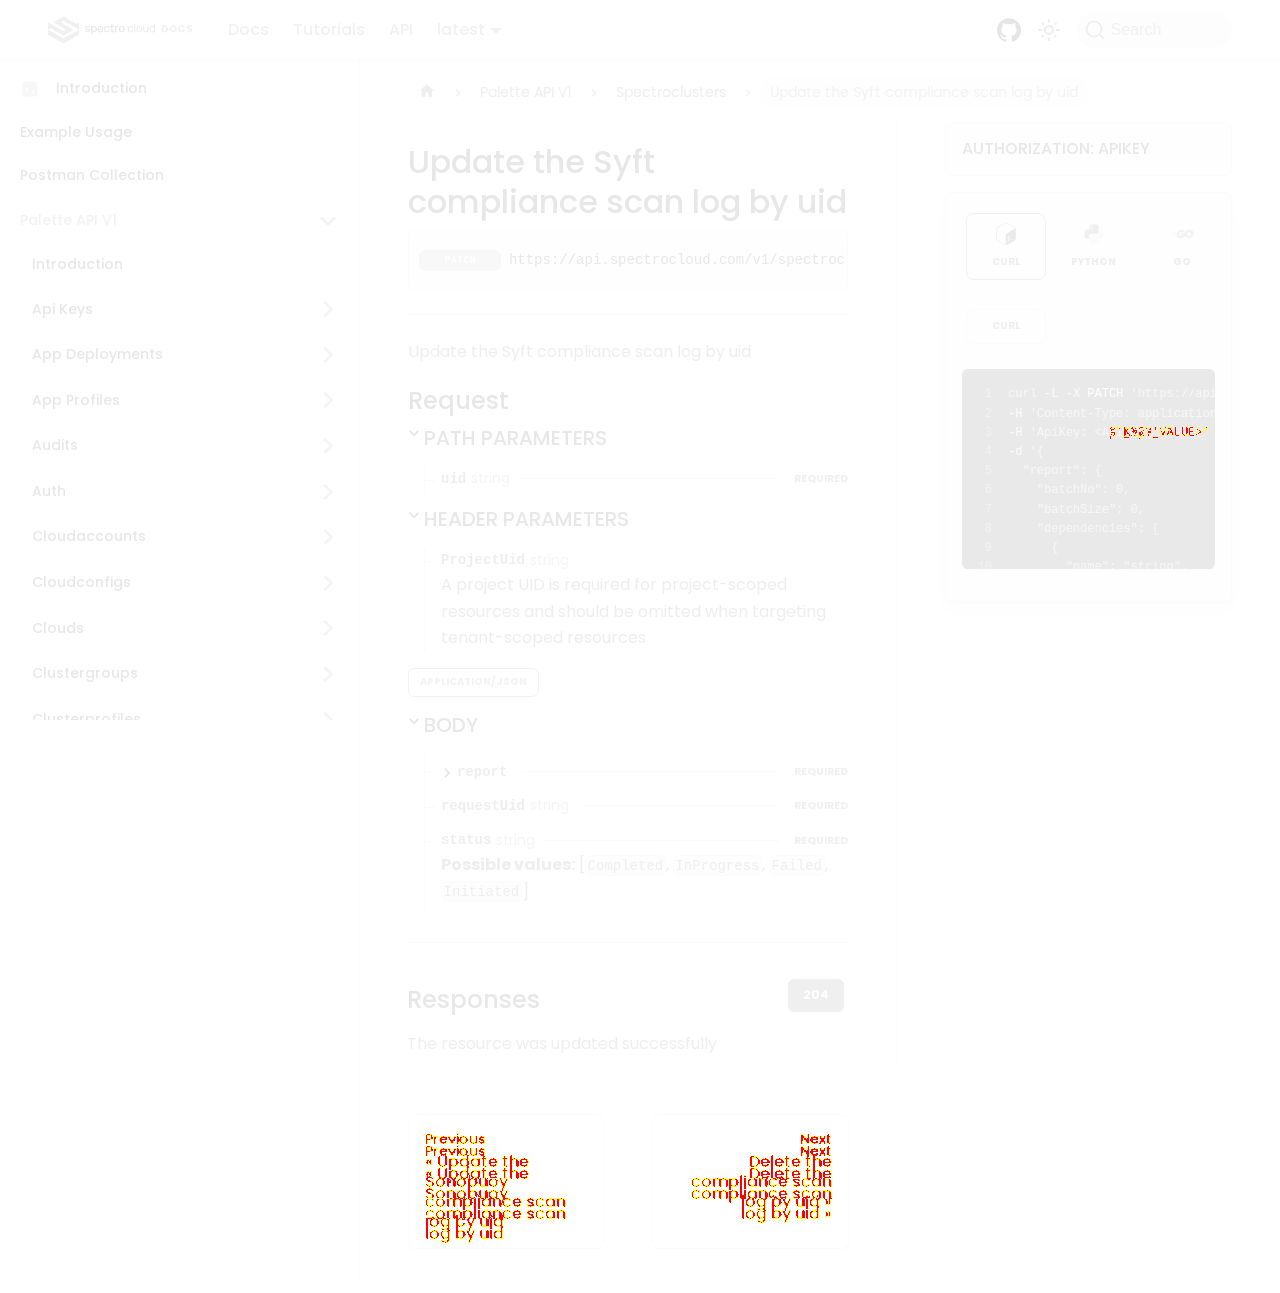 spectro cloud DOCS
Docs Tutorials API latest
Search
Introduction
Example Usage
Postman Collection
Palette API V1
Introduction
Api Keys
App Deployments
App Profiles
Audits
Auth
Cloudaccounts
Cloudconfigs
Clouds
Clustergroups
Clusterprofiles
Palette API V1
Spectroclusters
Update the Syft compliance scan log by uid
Update the Syft
compliance scan log by uid
PATCH https://api.spectrocloud.com/v1/spectroc
Update the Syft compliance scan log by uid
Request
PATH PARAMETERS
uid string REQUIRED
HEADER PARAMETERS
ProjectUid string
A project UID is required for project-scoped
resources and should be omitted when targeting
tenant-scoped resources
APPLICATION/JSON
BODY
report REQUIRED
requestUid string REQUIRED
status string REQUIRED
Possible values: [Completed, InProgress, Failed,
Initiated]
Responses
204
The resource was updated successfully
Previous
« Update the
Sonobuoy
compliance scan
log by uid
Next
Delete the
compliance scan
log by uid »
AUTHORIZATION: APIKEY
CURL PYTHON GO
CURL
1 curl -L -X PATCH 'https://api
2 -H 'Content-Type: application
3 -H 'ApiKey:
4 -d '{
5 "report": {
6 "batchNo": 0,
7 "batchSize": 0,
8 "dependencies": [
9 {
10 "name": "string"